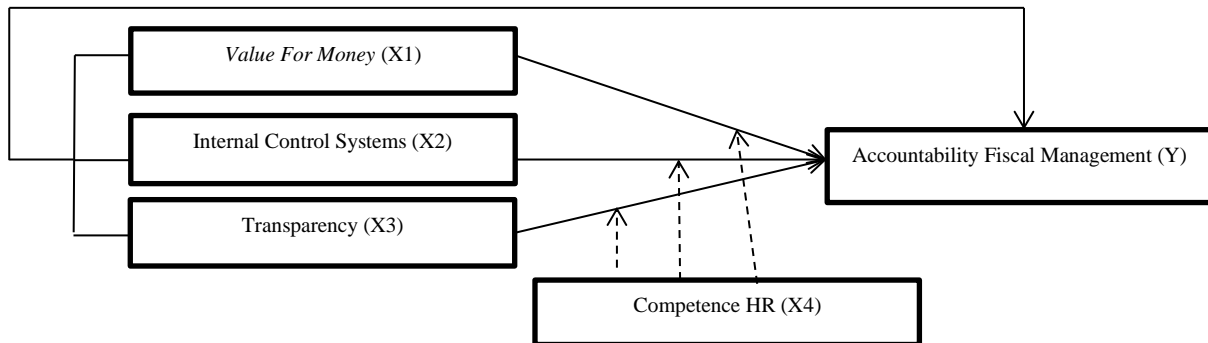 Value For Money (X1)
Internal Control Systems (X2)
Accountability Fiscal Management (Y)
Transparency (X3)
Competence HR (X4)